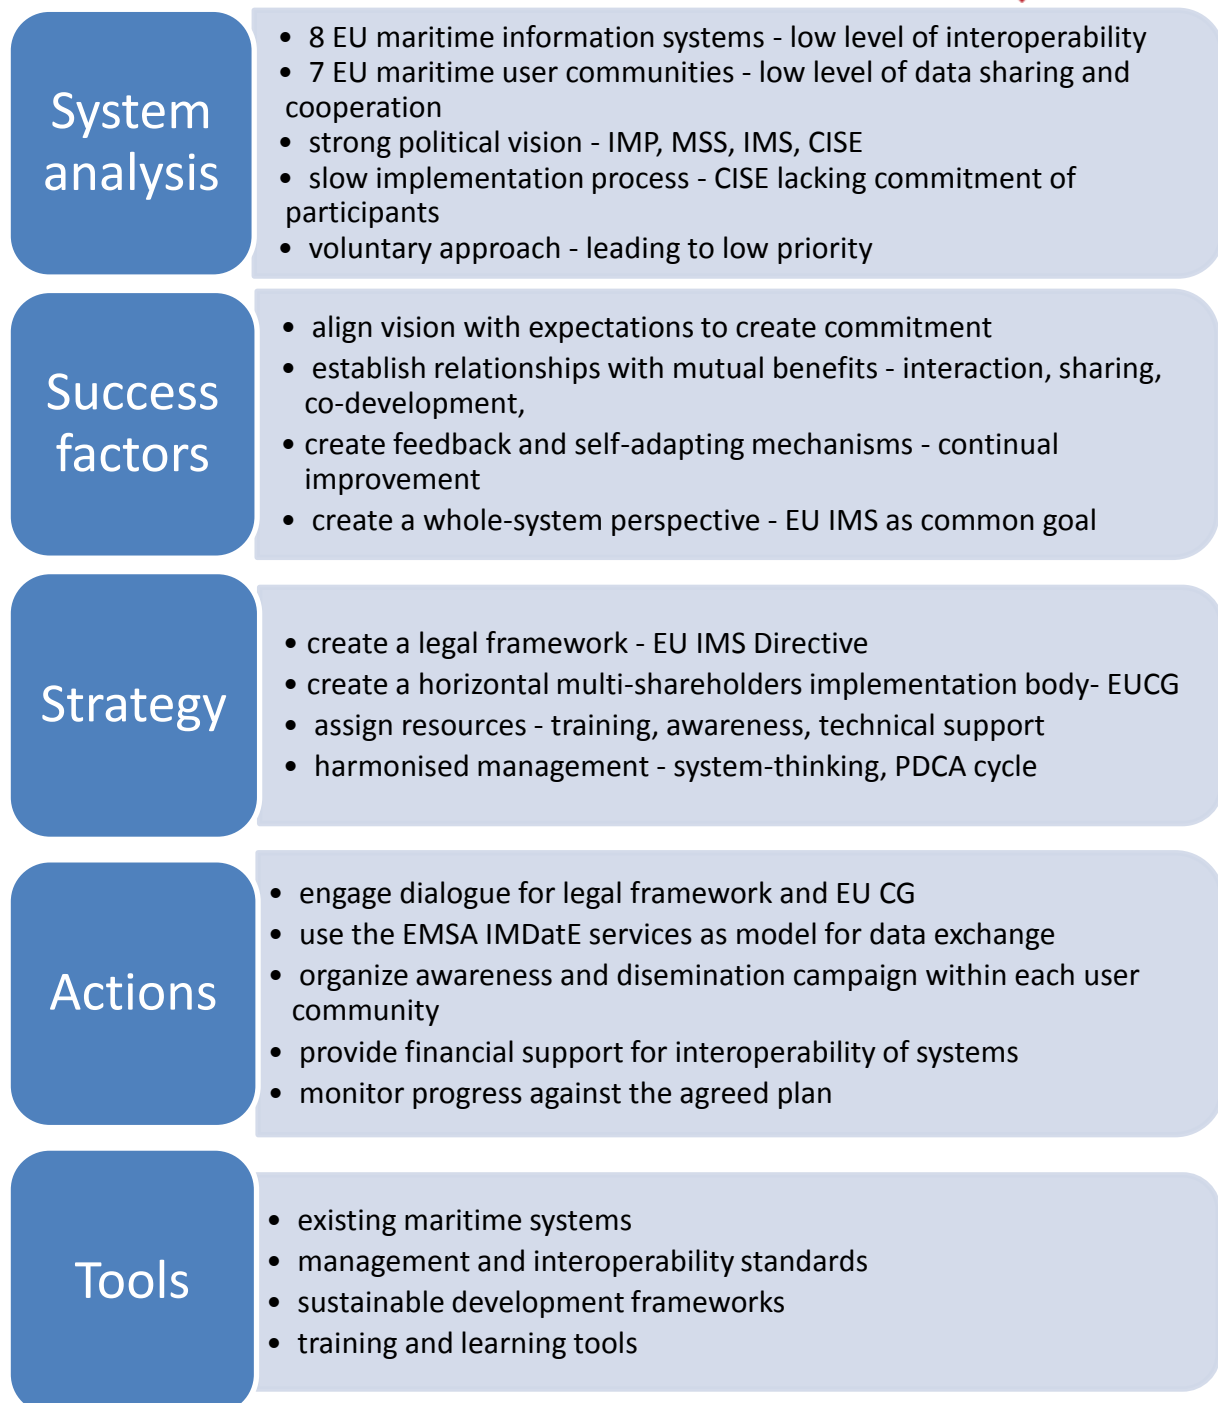 System
analysis
• 8 EU maritime information systems - low level of interoperability
• 7 EU maritime user communities - low level of data sharing and
cooperation
• strong political vision - IMP, MSS, IMS, CISE
• slow implementation process - CISE lacking commitment of
participants
• voluntary approach - leading to low priority
Success
factors
• align vision with expectations to create commitment
• establish relationships with mutual benefits - interaction, sharing,
co-development,
• create feedback and self-adapting mechanisms - continual
improvement
• create a whole-system perspective - EU IMS as common goal
Strategy
• create a legal framework - EU IMS Directive
• create a horizontal multi-shareholders implementation body- EUCG
• assign resources - training, awareness, technical support
• harmonised management - system-thinking, PDCA cycle
Actions
• engage dialogue for legal framework and EU CG
• use the EMSA IMDatE services as model for data exchange
• organize awareness and disemination campaign within each user
community
• provide financial support for interoperability of systems
• monitor progress against the agreed plan
Tools
• existing maritime systems
• management and interoperability standards
• sustainable development frameworks
• training and learning tools